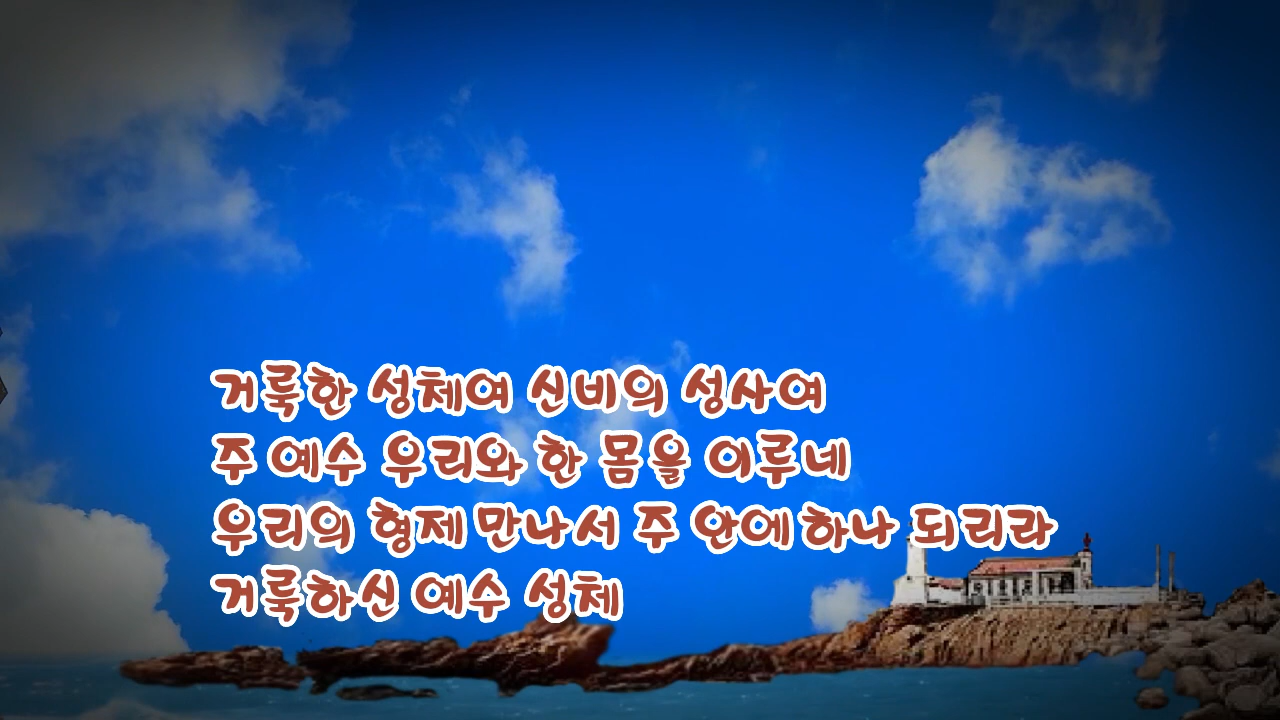 거룩한 성체여 신비의 성사여
주 예수 우리와 한 몸을 이루네
우리의 형제 만나서 주 안에 하나 되리라
거룩하신 예수 성체